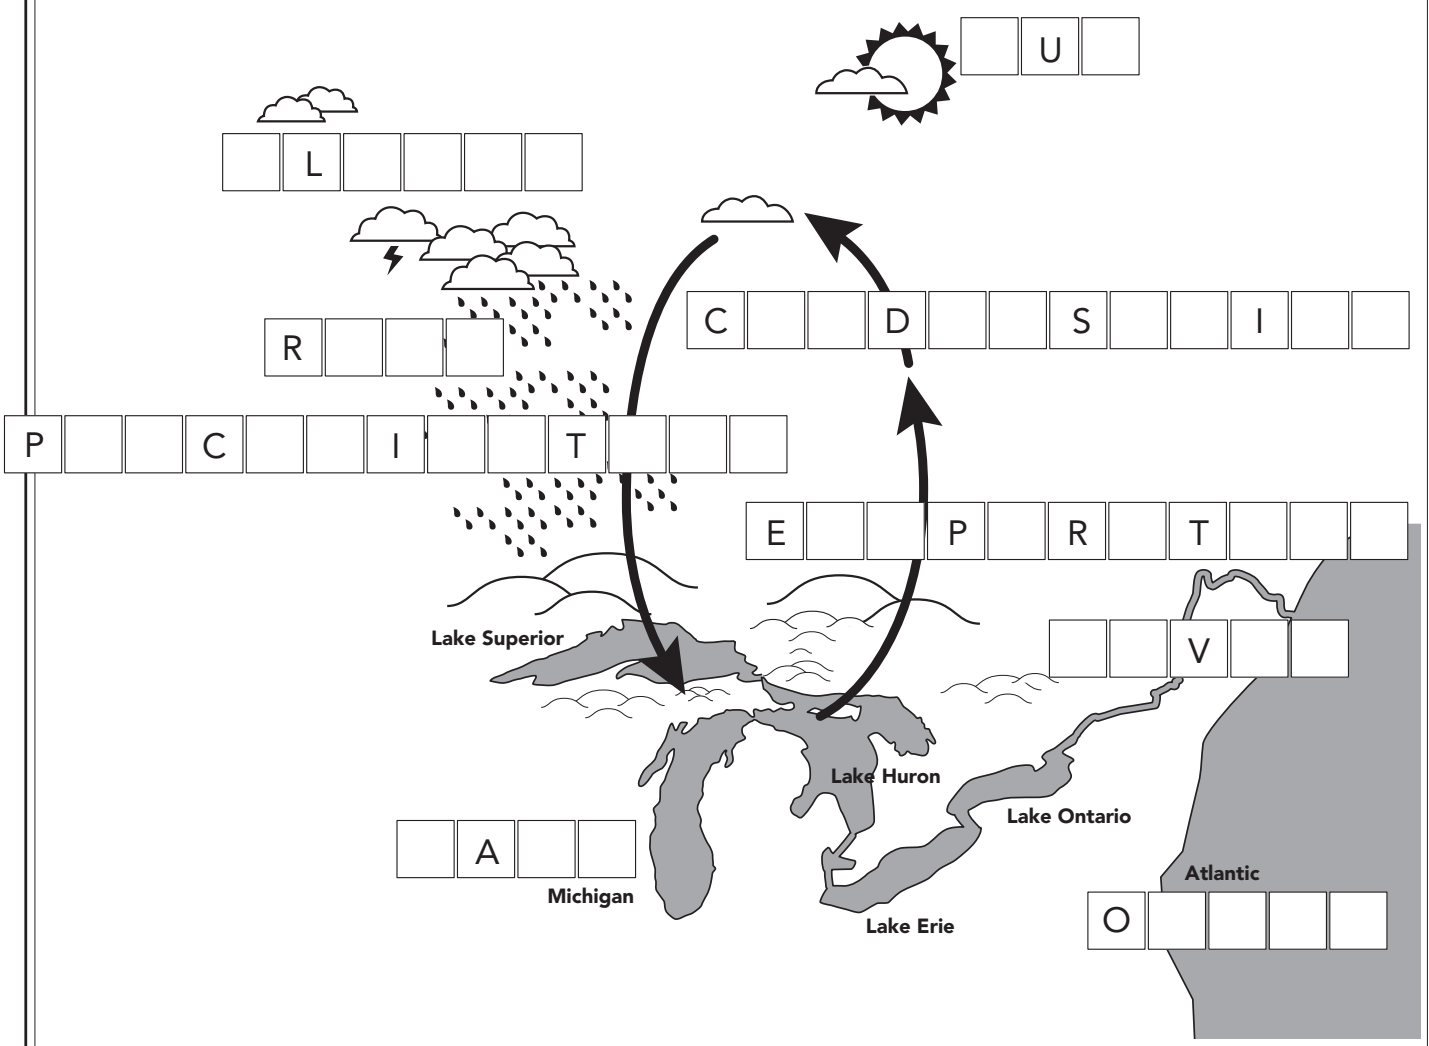 U
L
C D S I
R
P C I T
E P R T
Lake Superior
V
Lake Huron
Lake Ontario
A
Atlantic
Michigan
O
Lake Erie